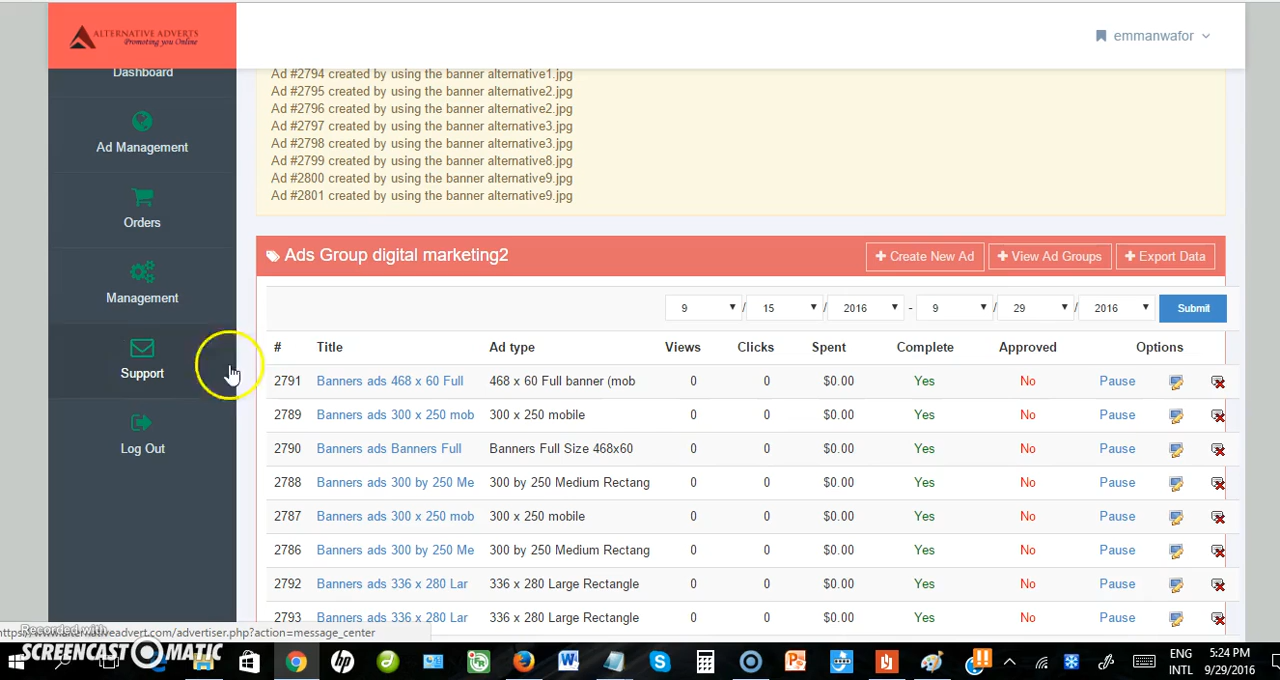 ALTERNATIVE ADVERTS
Promoting you Online
emmanwafor
Dashboard
Ad Management
Orders
Management
Support
Log Out
Ad #2794 created by using the banner alternative1.jpg
Ad #2795 created by using the banner alternative2.jpg
Ad #2796 created by using the banner alternative2.jpg
Ad #2797 created by using the banner alternative3.jpg
Ad #2798 created by using the banner alternative3.jpg
Ad #2799 created by using the banner alternative8.jpg
Ad #2800 created by using the banner alternative9.jpg
Ad #2801 created by using the banner alternative9.jpg
Ads Group digital marketing2 + Create New Ad + View Ad Groups + Export Data
9 / 15 / 2016 - 9 / 29 / 2016 Submit
# Title Ad type Views Clicks Spent Complete Approved Options
2791 Banners ads 468 x 60 Full 468 x 60 Full banner (mob 0 0 $0.00 Yes No Pause
2789 Banners ads 300 x 250 mob 300 x 250 mobile 0 0 $0.00 Yes No Pause
2790 Banners ads Banners Full Banners Full Size 468x60 0 0 $0.00 Yes No Pause
2788 Banners ads 300 by 250 Me 300 by 250 Medium Rectang 0 0 $0.00 Yes No Pause
2787 Banners ads 300 x 250 mob 300 x 250 mobile 0 0 $0.00 Yes No Pause
2786 Banners ads 300 by 250 Me 300 by 250 Medium Rectang 0 0 $0.00 Yes No Pause
2792 Banners ads 336 x 280 Lar 336 x 280 Large Rectangle 0 0 $0.00 Yes No Pause
2793 Banners ads 336 x 280 Lar 336 x 280 Large Rectangle 0 0 $0.00 Yes No Pause
https://www.alternativeadvert.com/advertiser.php?action=message_center
Recorded with
SCREENCAST MATIC
ENG
INTL
5:24 PM
9/29/2016